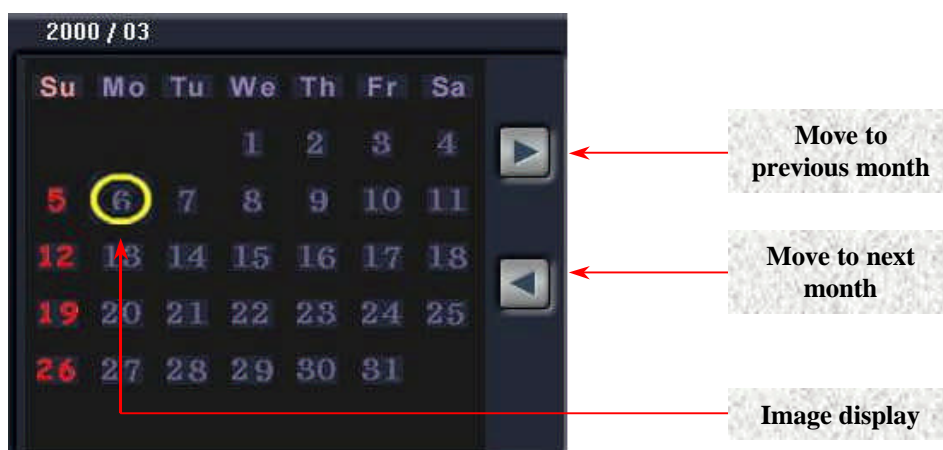 2000 / 03
Su Mo Tu We Th Fr Sa
1 2 3 4
5 6 7 8 9 10 11
12 13 14 15 16 17 18
19 20 21 22 23 24 25
26 27 28 29 30 31
Move to
previous month
Move to next
month
Image display